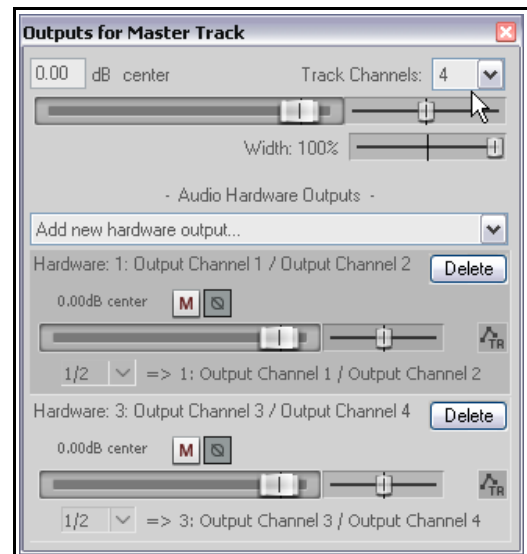 Outputs for Master Track
0.00 dB center Track Channels: 4
Width: 100%
- Audio Hardware Outputs -
Add new hardware output...
Hardware: 1: Output Channel 1 / Output Channel 2 Delete
0.00dB center M
TR
1/2 => 1: Output Channel 1 / Output Channel 2
Hardware: 3: Output Channel 3 / Output Channel 4 Delete
0.00dB center M
TR
1/2 => 3: Output Channel 3 / Output Channel 4